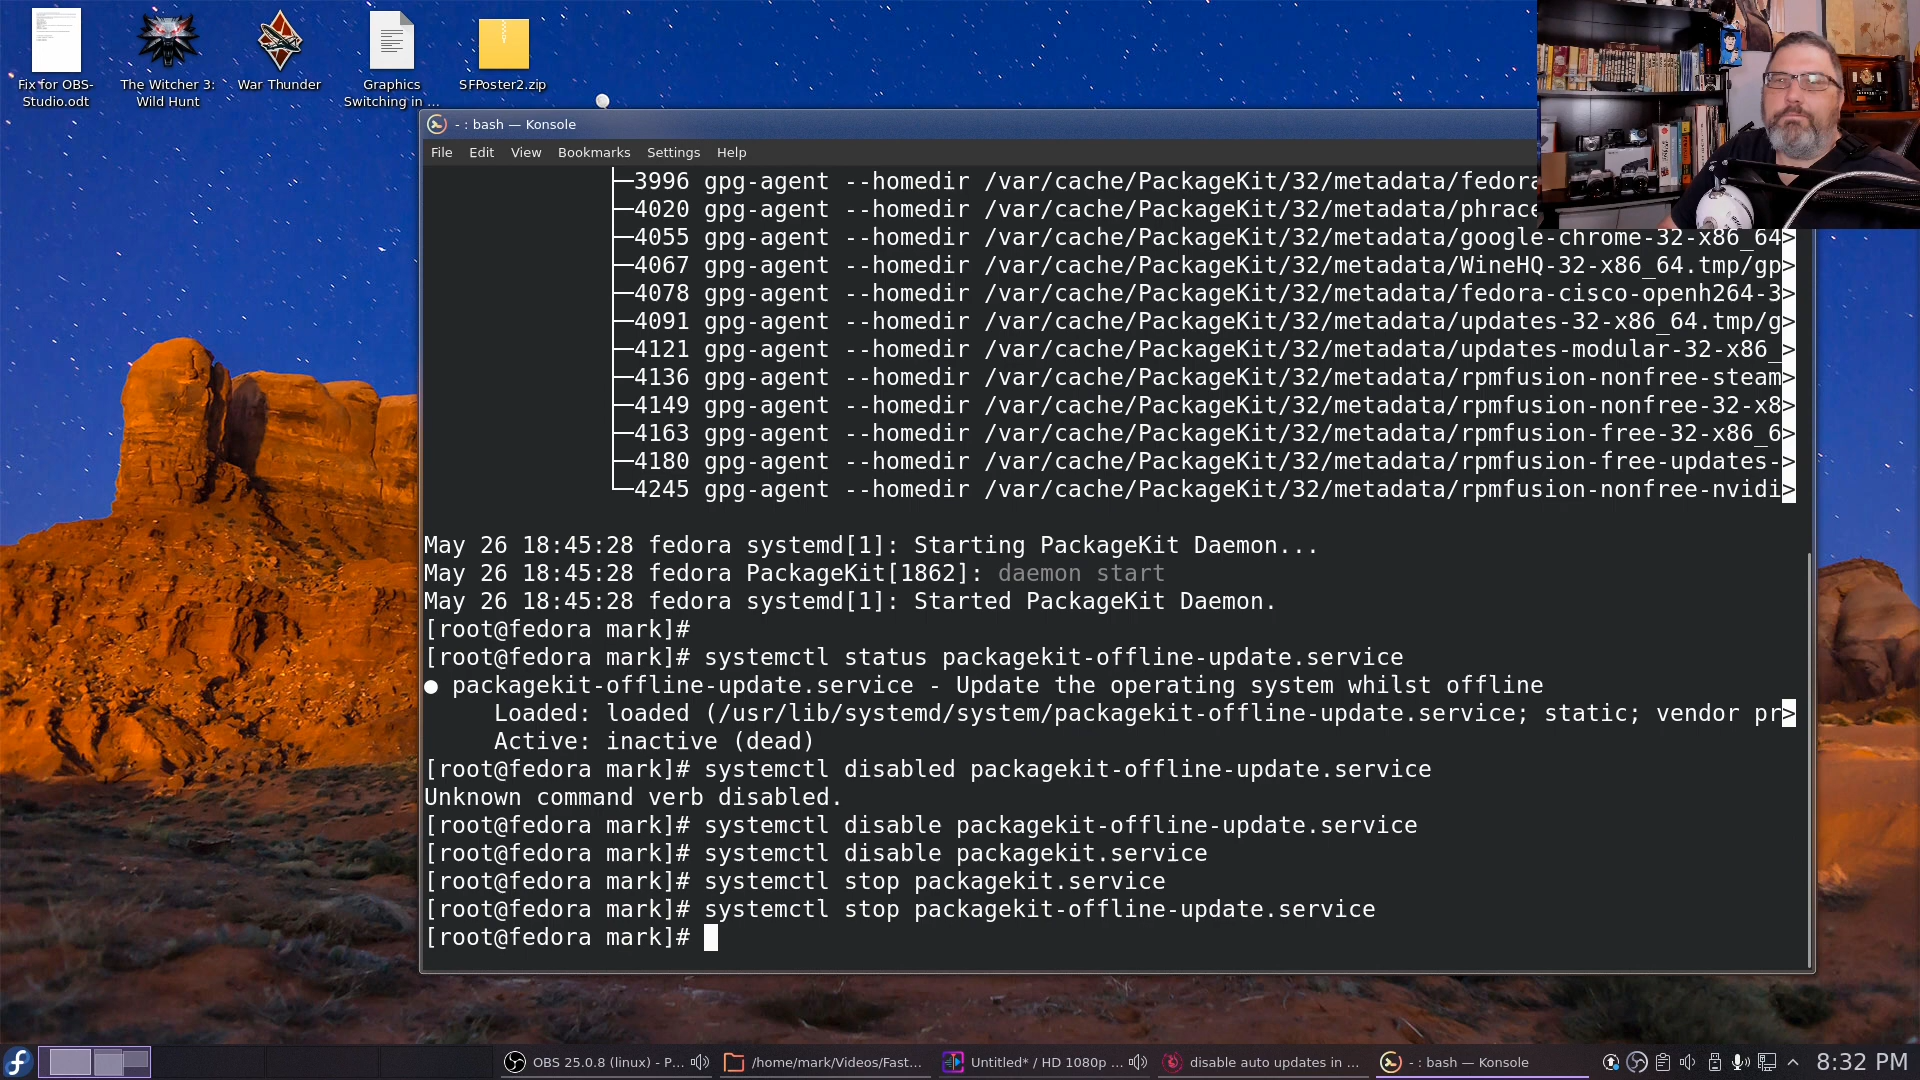 Fix for OBS-
Studio.odt
The Witcher 3:
Wild Hunt
War Thunder
Graphics
Switching in ...
SFPoster2.zip
- : bash — Konsole
File Edit View Bookmarks Settings Help
├─3996 gpg-agent --homedir /var/cache/PackageKit/32/metadata/fedora
├─4020 gpg-agent --homedir /var/cache/PackageKit/32/metadata/phrace
├─4055 gpg-agent --homedir /var/cache/PackageKit/32/metadata/google-chrome-32-x86_64>
├─4067 gpg-agent --homedir /var/cache/PackageKit/32/metadata/WineHQ-32-x86_64.tmp/gp>
├─4078 gpg-agent --homedir /var/cache/PackageKit/32/metadata/fedora-cisco-openh264-3>
├─4091 gpg-agent --homedir /var/cache/PackageKit/32/metadata/updates-32-x86_64.tmp/g>
├─4121 gpg-agent --homedir /var/cache/PackageKit/32/metadata/updates-modular-32-x86_>
├─4136 gpg-agent --homedir /var/cache/PackageKit/32/metadata/rpmfusion-nonfree-steam>
├─4149 gpg-agent --homedir /var/cache/PackageKit/32/metadata/rpmfusion-nonfree-32-x8>
├─4163 gpg-agent --homedir /var/cache/PackageKit/32/metadata/rpmfusion-free-32-x86_6>
├─4180 gpg-agent --homedir /var/cache/PackageKit/32/metadata/rpmfusion-free-updates->
└─4245 gpg-agent --homedir /var/cache/PackageKit/32/metadata/rpmfusion-nonfree-nvidi>
May 26 18:45:28 fedora systemd[1]: Starting PackageKit Daemon...
May 26 18:45:28 fedora PackageKit[1862]: daemon start
May 26 18:45:28 fedora systemd[1]: Started PackageKit Daemon.
[root@fedora mark]#
[root@fedora mark]# systemctl status packagekit-offline-update.service
● packagekit-offline-update.service - Update the operating system whilst offline
Loaded: loaded (/usr/lib/systemd/system/packagekit-offline-update.service; static; vendor pr>
Active: inactive (dead)
[root@fedora mark]# systemctl disabled packagekit-offline-update.service
Unknown command verb disabled.
[root@fedora mark]# systemctl disable packagekit-offline-update.service
[root@fedora mark]# systemctl disable packagekit.service
[root@fedora mark]# systemctl stop packagekit.service
[root@fedora mark]# systemctl stop packagekit-offline-update.service
[root@fedora mark]#
OBS 25.0.8 (linux) - P... /home/mark/Videos/Fast... Untitled* / HD 1080p ... disable auto updates in ... - : bash — Konsole 8:32 PM